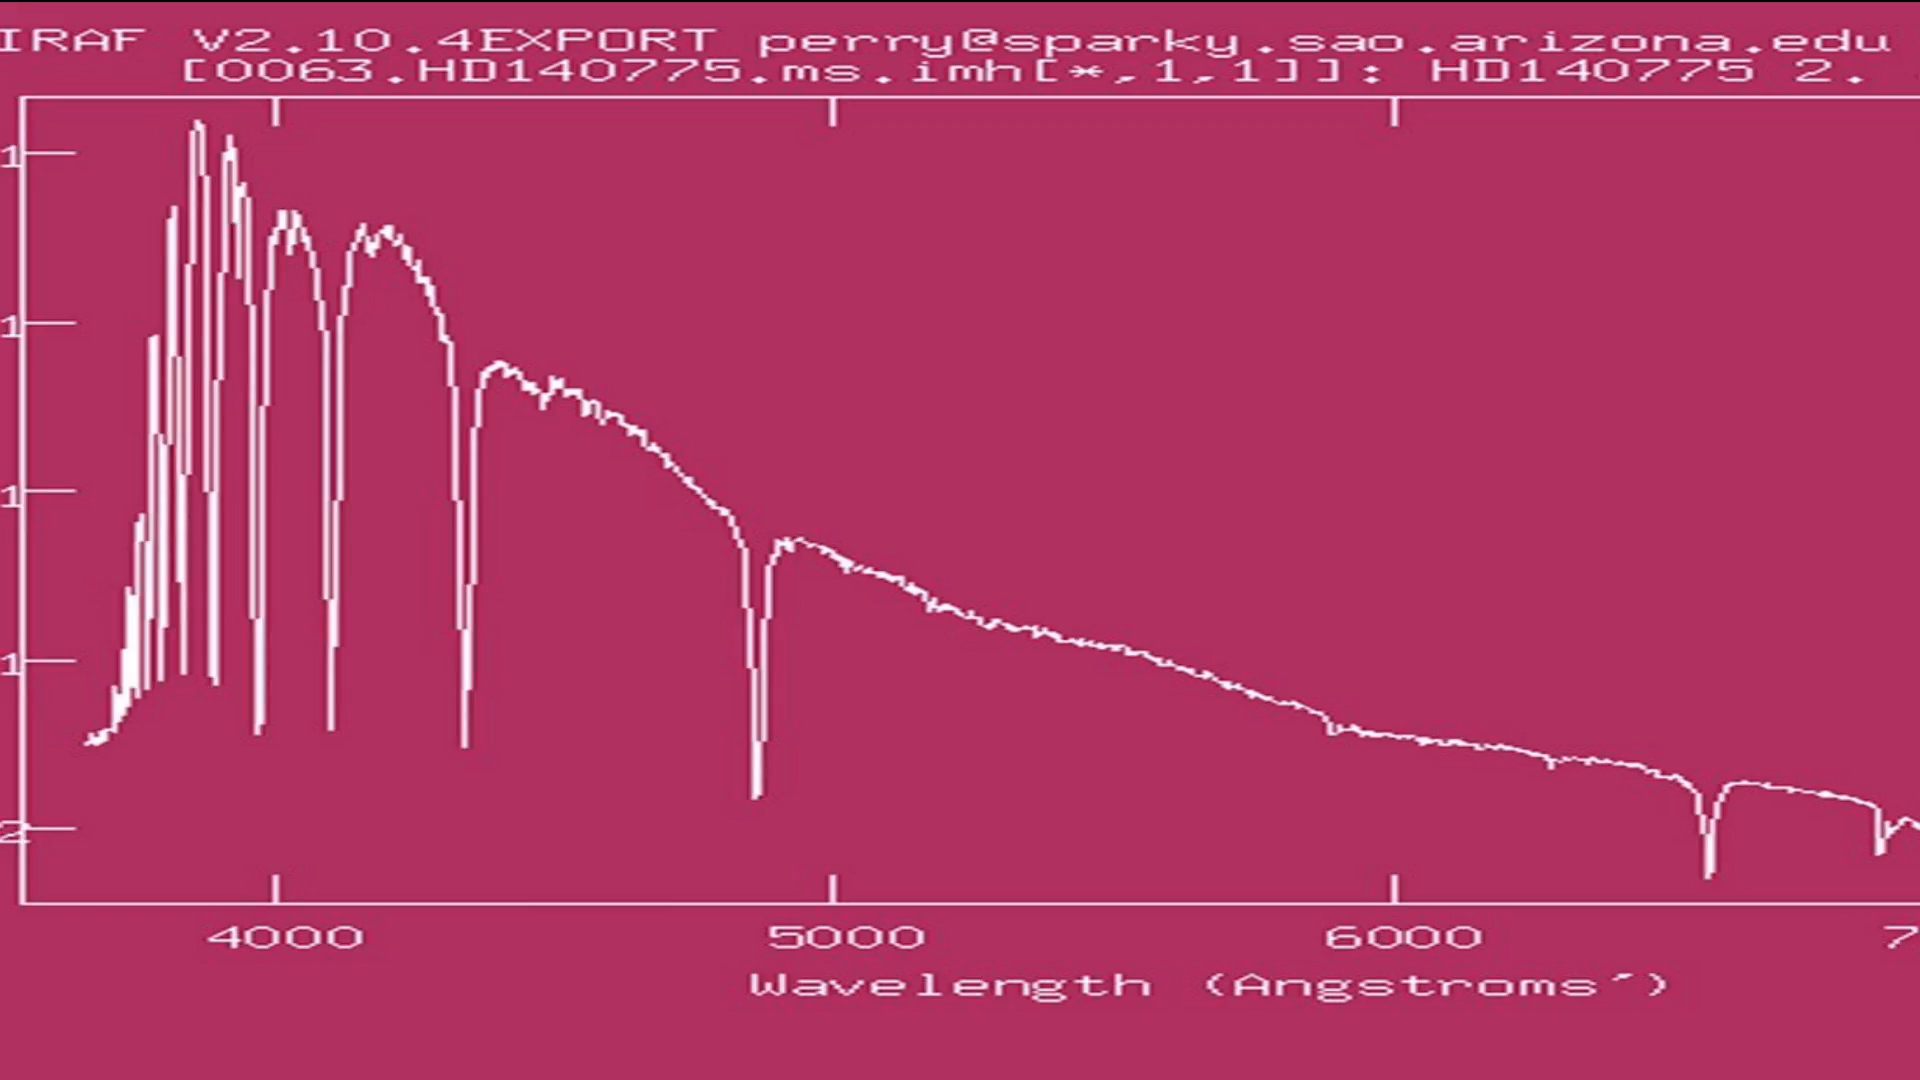 IRAF V2.10.4EXPORT perry@sparky.sao.arizona.edu
[0063.HD140775.ms.imh[*,1,1]]: HD140775 2.
1
1
1
1
2
4000 5000 6000 7
Wavelength (Angstroms')